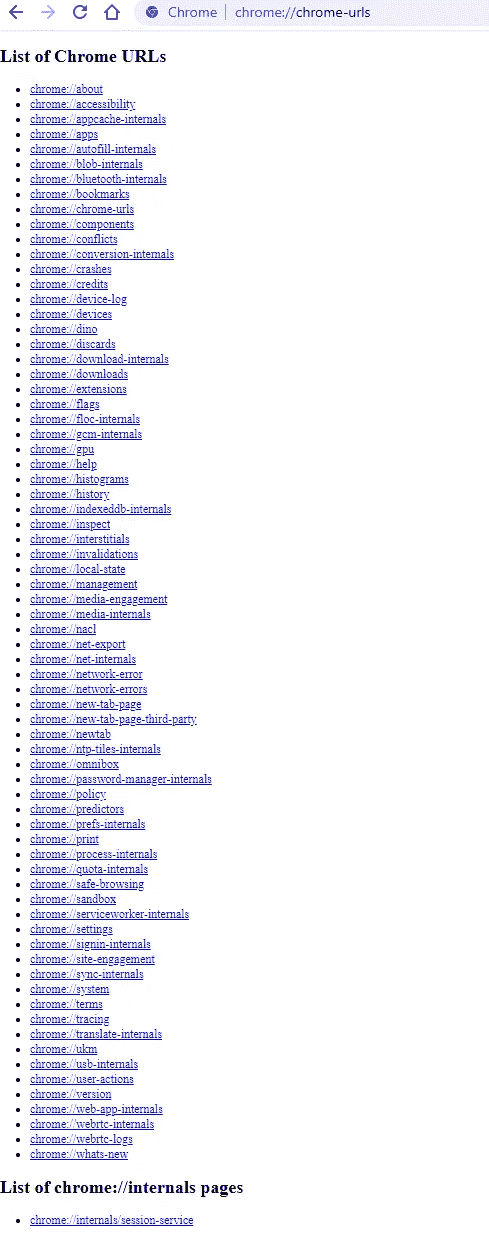 Chrome | chrome://chrome-urls
List of Chrome URLs
chrome://about
chrome://accessibility
chrome://appcache-internals
chrome://apps
chrome://autofill-internals
chrome://blob-internals
chrome://bluetooth-internals
chrome://bookmarks
chrome://chrome-urls
chrome://components
chrome://conflicts
chrome://conversion-internals
chrome://crashes
chrome://credits
chrome://device-log
chrome://devices
chrome://dino
chrome://discards
chrome://download-internals
chrome://downloads
chrome://extensions
chrome://flags
chrome://floc-internals
chrome://gcm-internals
chrome://gpu
chrome://help
chrome://histograms
chrome://history
chrome://indexeddb-internals
chrome://inspect
chrome://interstitials
chrome://invalidations
chrome://local-state
chrome://management
chrome://media-engagement
chrome://media-internals
chrome://nacl
chrome://net-export
chrome://net-internals
chrome://network-error
chrome://network-errors
chrome://new-tab-page
chrome://new-tab-page-third-party
chrome://newtab
chrome://ntp-tiles-internals
chrome://omnibox
chrome://password-manager-internals
chrome://policy
chrome://predictors
chrome://prefs-internals
chrome://print
chrome://process-internals
chrome://quota-internals
chrome://safe-browsing
chrome://sandbox
chrome://serviceworker-internals
chrome://settings
chrome://signin-internals
chrome://site-engagement
chrome://sync-internals
chrome://system
chrome://terms
chrome://tracing
chrome://translate-internals
chrome://ukm
chrome://usb-internals
chrome://user-actions
chrome://version
chrome://web-app-internals
chrome://webrtc-internals
chrome://webrtc-logs
chrome://whats-new
List of chrome://internals pages
chrome://internals/session-service